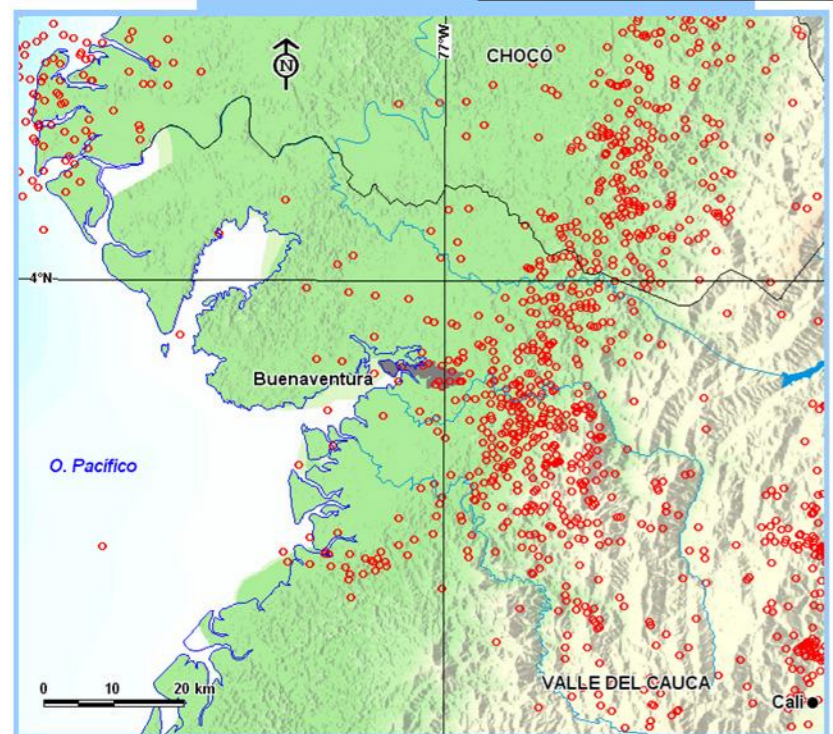 CHOCÓ
77°W
N
4°N
Buenaventura
O. Pacífico
0 10 20 km
VALLE DEL CAUCA
Cali